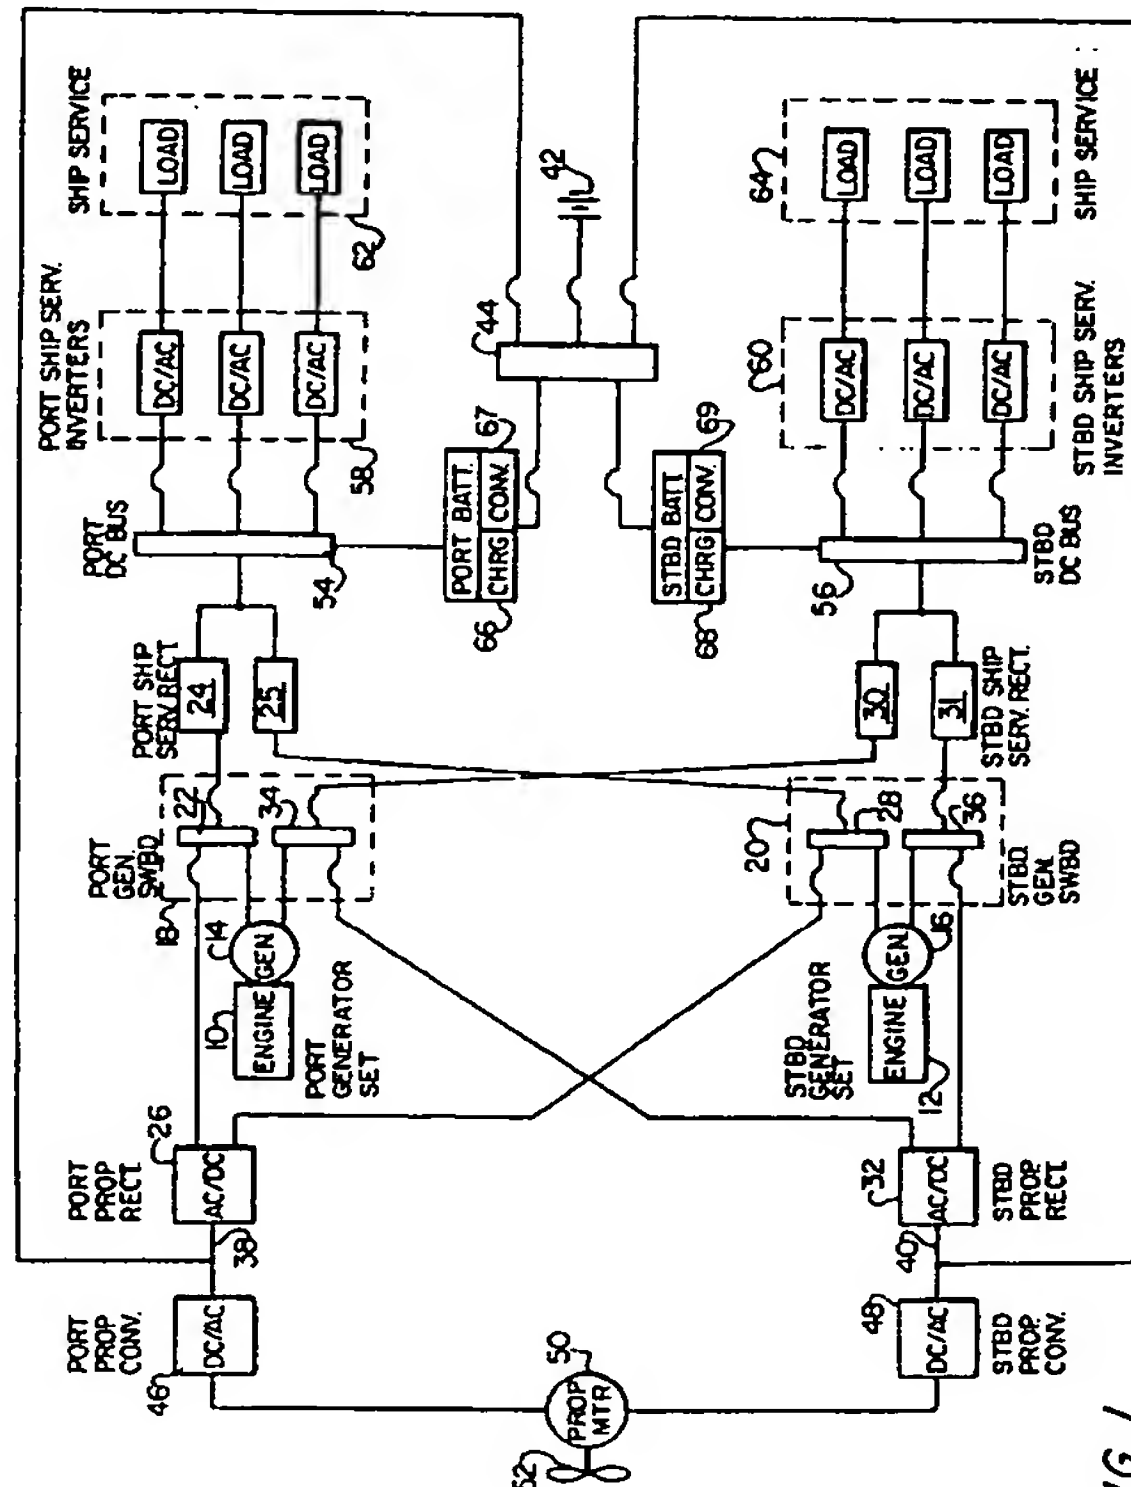 PORT
PROP
CONV.
46
DC/AC
PORT
PROP
RECT.
26
AC/DC
38
PORT
GEN.
SWBD
18
22
34
14
GEN
10
ENGINE
PORT
GENERATOR
SET
PORT SHIP
SERV. RECT
24
25
PORT
DC BUS
54
PORT SHIP SERV.
INVERTERS
DC/AC
DC/AC
DC/AC
58
SHIP SERVICE
LOAD
LOAD
LOAD
62
PORT BATT.
CHRG
CONV.
66
67
44
42
52
PROP
MTR
50
STBD BATT
CHRG
CONV.
68
69
STBD
GENERATOR
SET
ENGINE
12
GEN
16
20
28
36
STBD.
GEN.
SWBD
30
31
STBD SHIP
SERV. RECT.
56
STBD
DC BUS
60
DC/AC
DC/AC
DC/AC
STBD SHIP SERV.
INVERTERS
64
LOAD
LOAD
LOAD
SHIP SERVICE
48
DC/AC
STBD
PROP.
CONV.
40
32
AC/DC
STBD
PROP.
RECT.